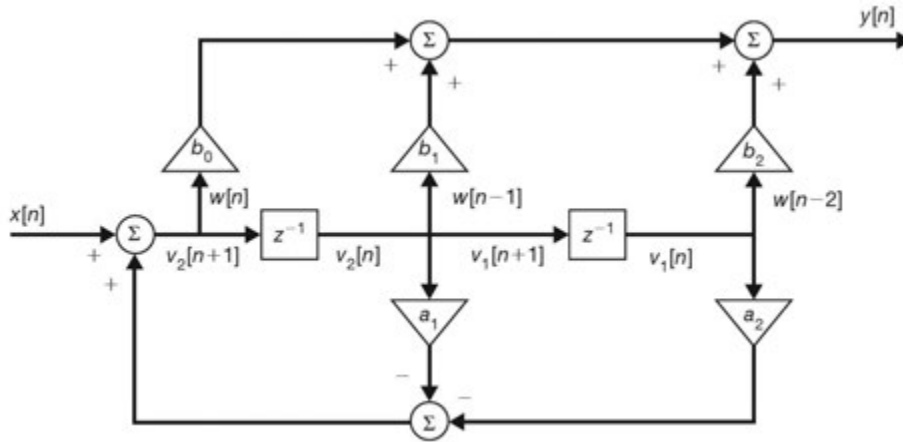 y[n]
Σ Σ
+ + + +
b₀ b₁ b₂
x[n] w[n] w[n−1] w[n−2]
Σ z⁻¹ z⁻¹
+ v₂[n+1] v₂[n] v₁[n+1] v₁[n]
+
a₁ a₂
− −
Σ